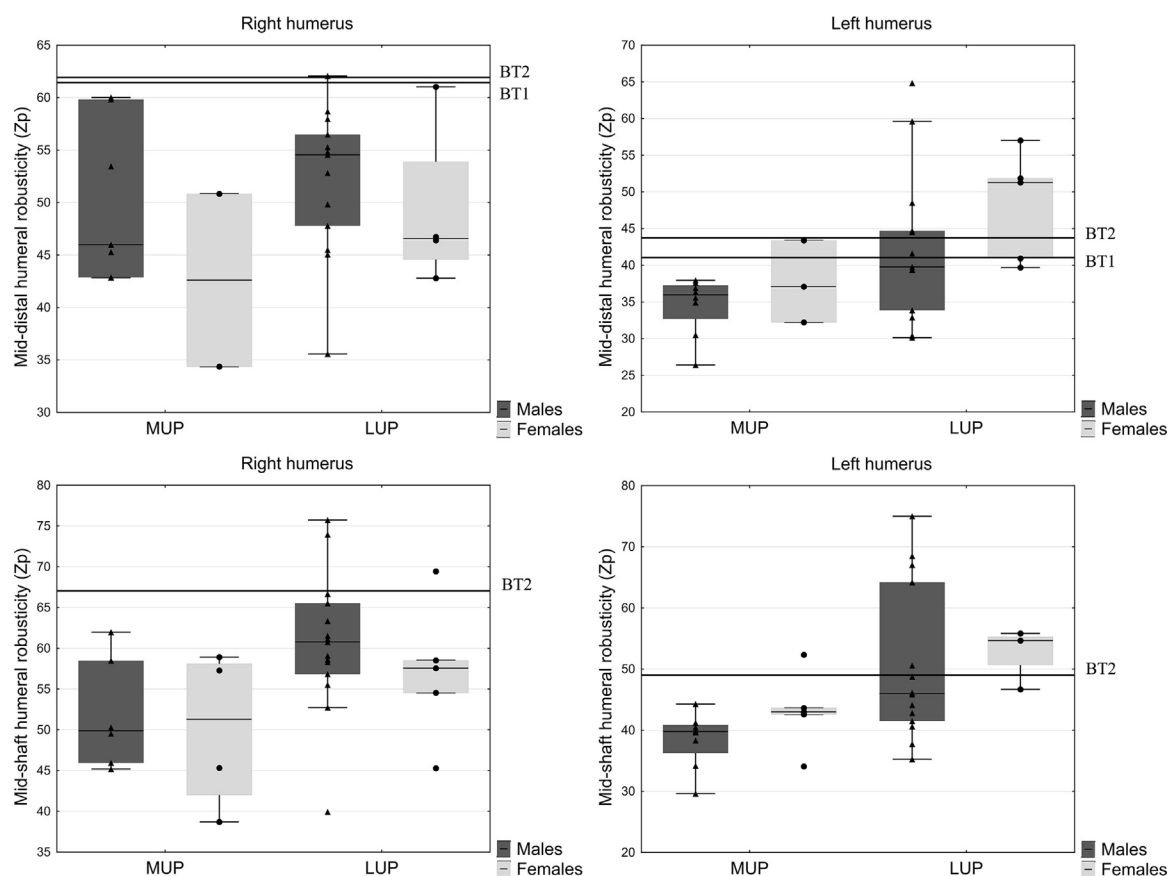 Right humerus
Mid-distal humeral robusticity (Zp)
65
60
55
50
45
40
35
30
BT2
BT1
MUP LUP
Males
Females
Left humerus
Mid-distal humeral robusticity (Zp)
70
65
60
55
50
45
40
35
30
25
20
BT2
BT1
MUP LUP
Males
Females
Right humerus
Mid-shaft humeral robusticity (Zp)
80
75
70
65
60
55
50
45
40
35
BT2
MUP LUP
Males
Females
Left humerus
Mid-shaft humeral robusticity (Zp)
80
70
60
50
40
30
20
BT2
MUP LUP
Males
Females